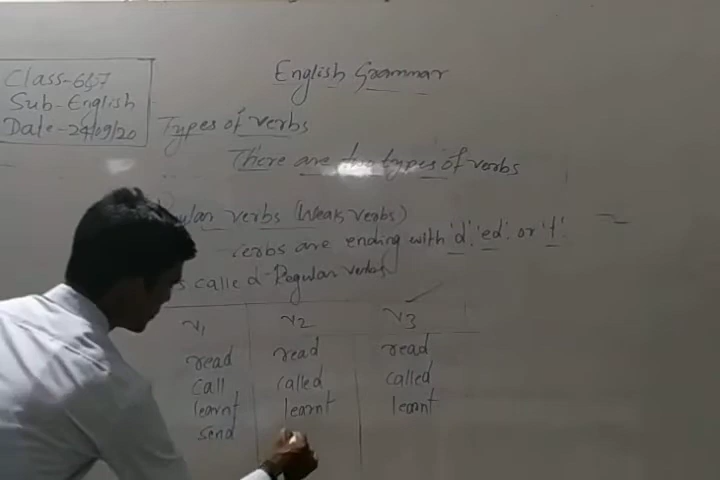 English Grammar
Class-6&7
Sub-English
Date-24/09/20
Types of verbs
There are two types of verbs
verbs (Weak verbs)
are ending with 'd', 'ed' or 't'.
called-Regular verbs
V1 V2 V3
read read read
call called called
learnt learnt learnt
send